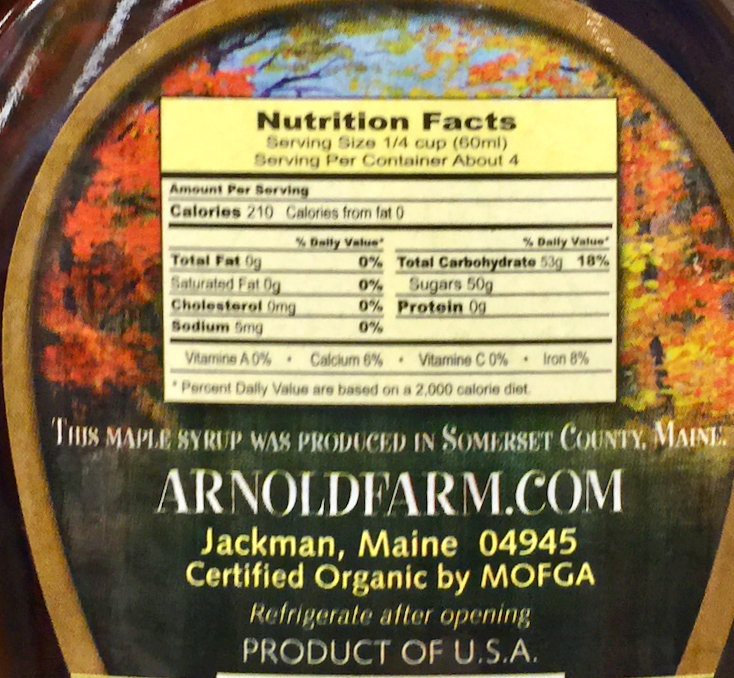 Nutrition Facts
Serving Size 1/4 cup (60ml)
Serving Per Container About 4
Amount Per Serving
Calories 210 Calories from fat 0
% Daily Value* % Daily Value*
Total Fat 0g 0% Total Carbohydrate 53g 18%
Saturated Fat 0g 0% Sugars 50g
Cholesterol 0mg 0% Protein 0g
Sodium 5mg 0%
Vitamine A 0% • Calcium 6% • Vitamine C 0% • Iron 8%
* Percent Daily Value are based on a 2,000 calorie diet.
THIS MAPLE SYRUP WAS PRODUCED IN SOMERSET COUNTY, MAINE.
ARNOLDFARM.COM
Jackman, Maine 04945
Certified Organic by MOFGA
Refrigerate after opening
PRODUCT OF U.S.A.